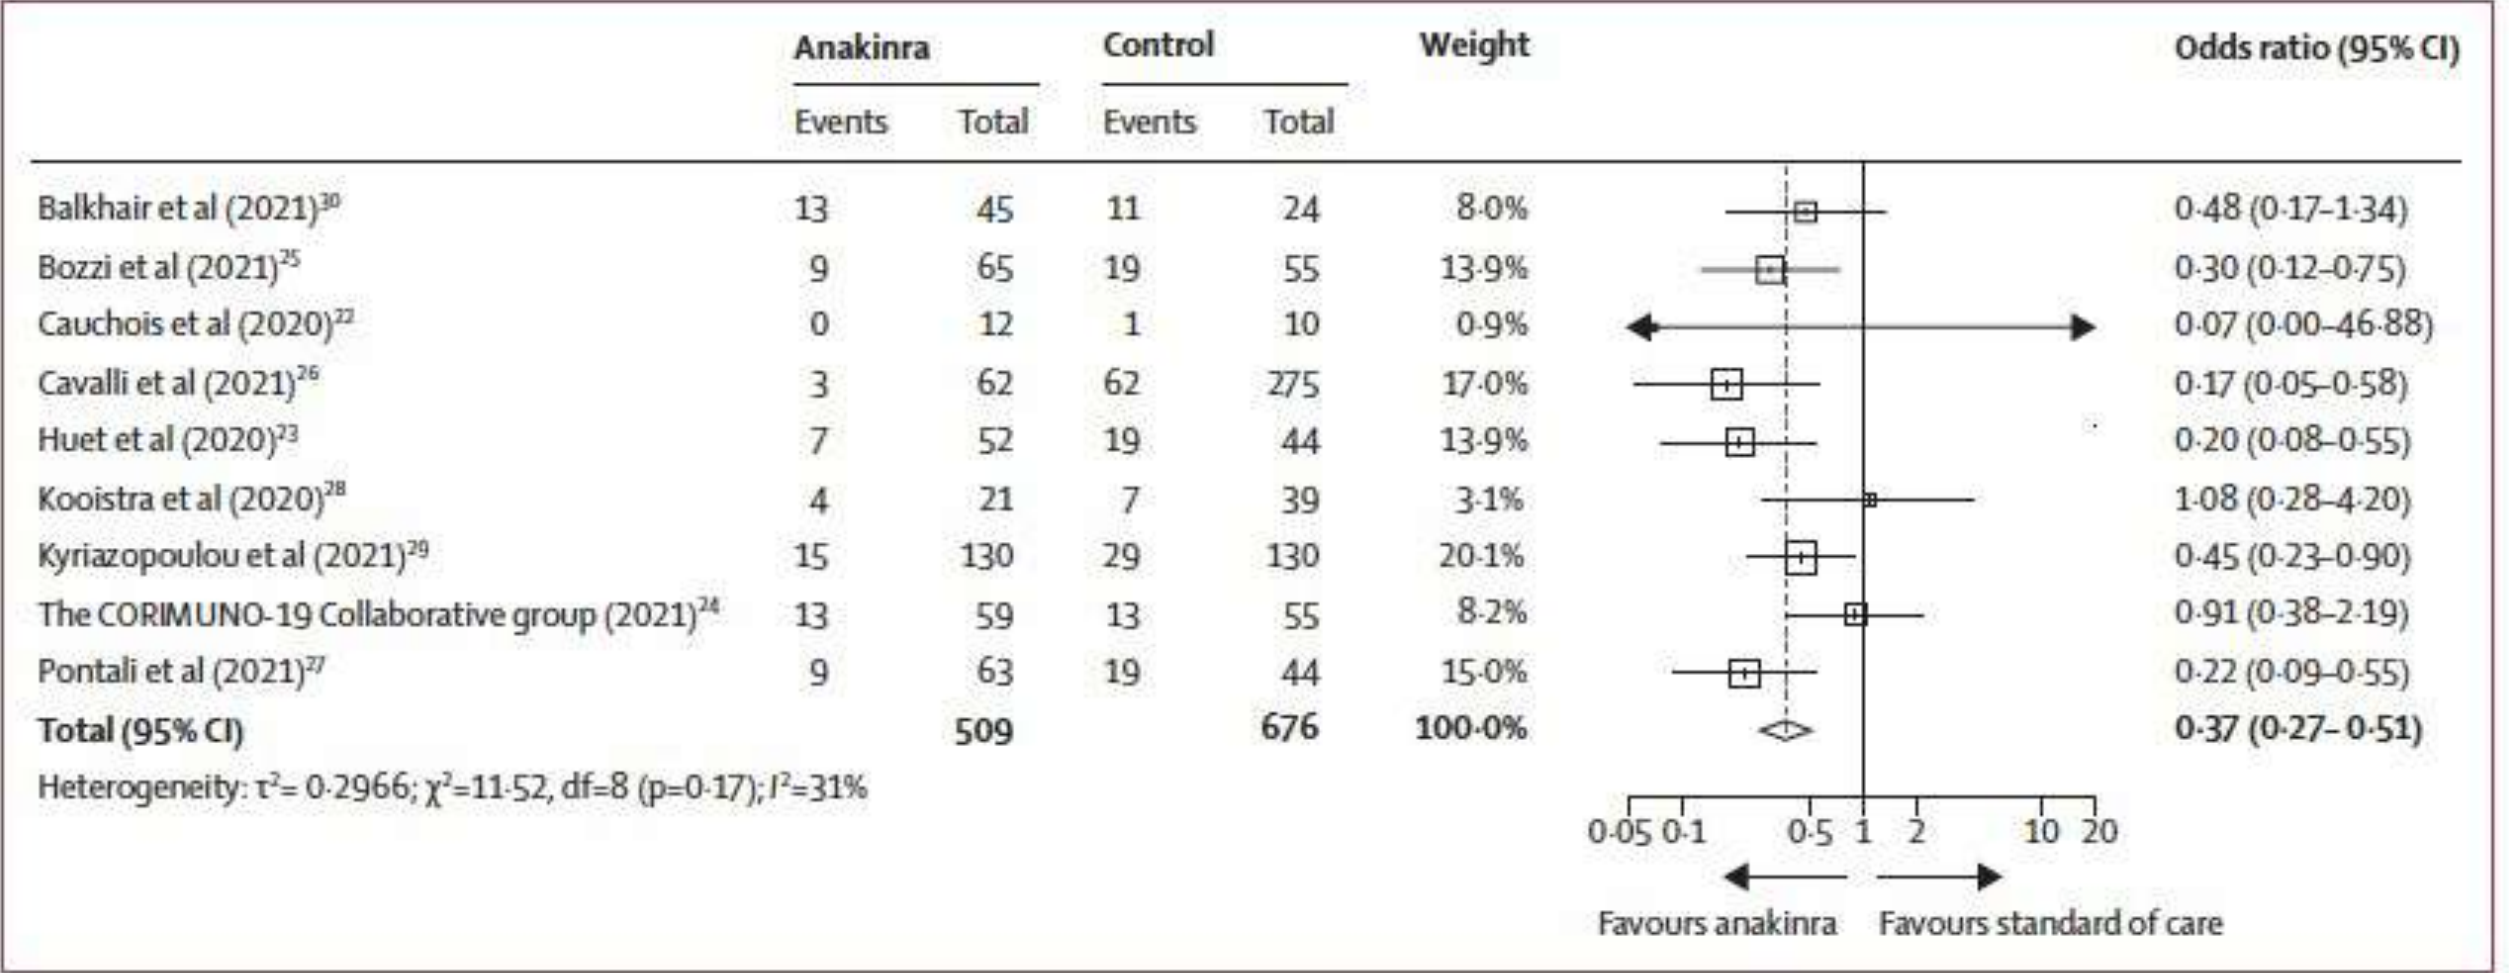 Anakinra Control Weight Odds ratio (95% CI)
Events Total Events Total
Balkhair et al (2021)30 13 45 11 24 8·0% 0·48 (0·17–1·34)
Bozzi et al (2021)25 9 65 19 55 13·9% 0·30 (0·12–0·75)
Cauchois et al (2020)22 0 12 1 10 0·9% 0·07 (0·00–46·88)
Cavalli et al (2021)26 3 62 62 275 17·0% 0·17 (0·05–0·58)
Huet et al (2020)23 7 52 19 44 13·9% 0·20 (0·08–0·55)
Kooistra et al (2020)28 4 21 7 39 3·1% 1·08 (0·28–4·20)
Kyriazopoulou et al (2021)29 15 130 29 130 20·1% 0·45 (0·23–0·90)
The CORIMUNO-19 Collaborative group (2021)24 13 59 13 55 8·2% 0·91 (0·38–2·19)
Pontali et al (2021)27 9 63 19 44 15·0% 0·22 (0·09–0·55)
Total (95% CI) 509 676 100·0% 0·37 (0·27– 0·51)
Heterogeneity: τ²= 0·2966; χ²=11·52, df=8 (p=0·17); I²=31%
0·05 0·1 0·5 1 2 10 20
Favours anakinra Favours standard of care